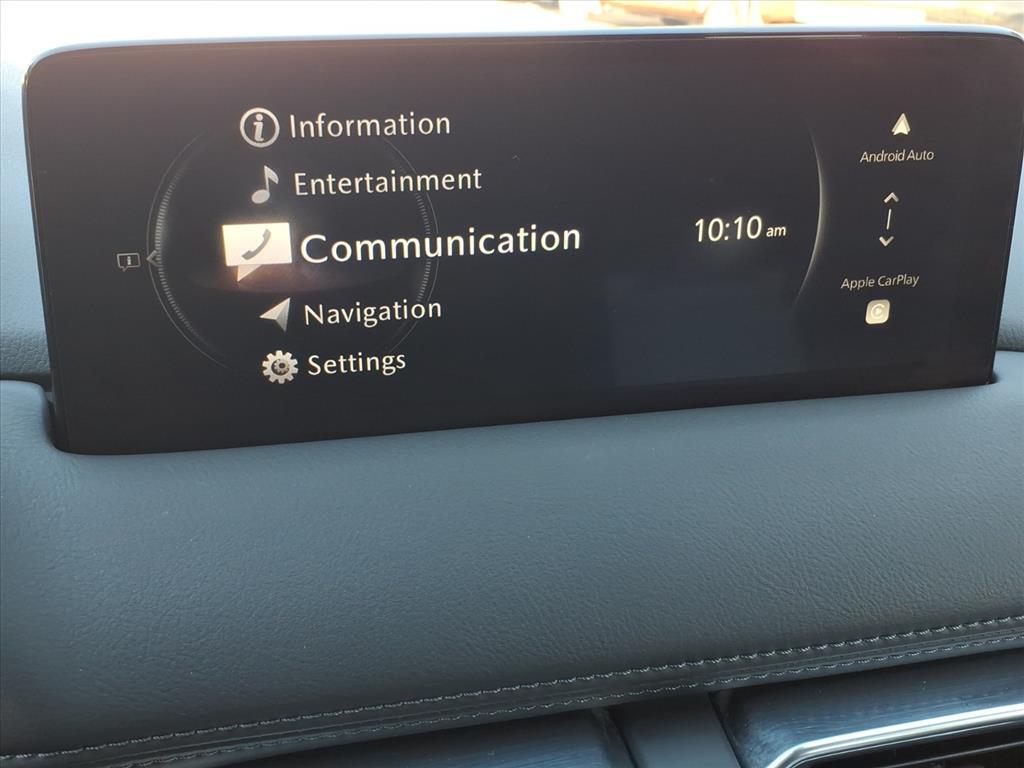 Information
Entertainment
Communication
Navigation
Settings
10:10 am
Android Auto
Apple CarPlay